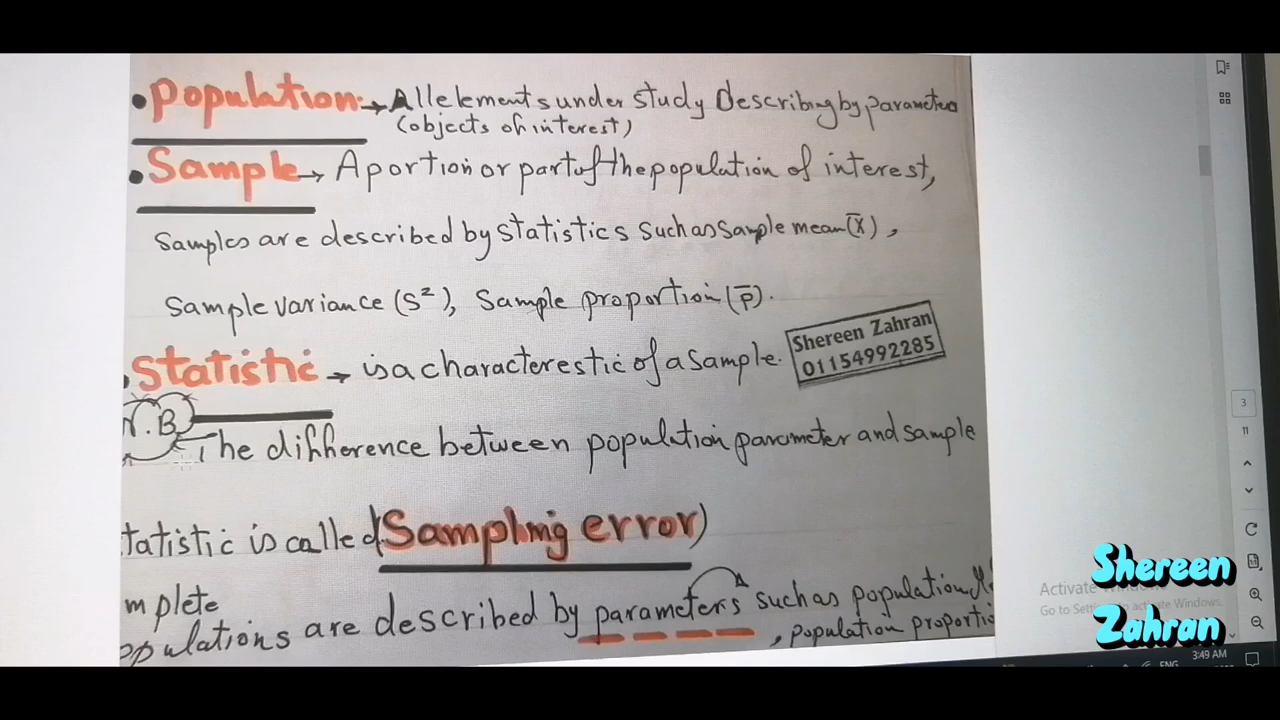 • Population: → All elements under study Describing by parameters
(objects of interest)
• Sample → A portion or part of the population of interest,
Samples are described by statistics such as Sample mean (x̄),
Sample variance (S²), Sample proportion (p̄).
• Statistic → is a characterestic of a sample.
Shereen Zahran
01154992285
N.B
The difference between population parameter and sample
tatistic is called (Sampling error)
mplete
opulations are described by parameters such as population M
, population proportio
Activate Windows
Go to Settings to activate Windows.
Shereen
Zahran
3
11
ENG
3:49 AM